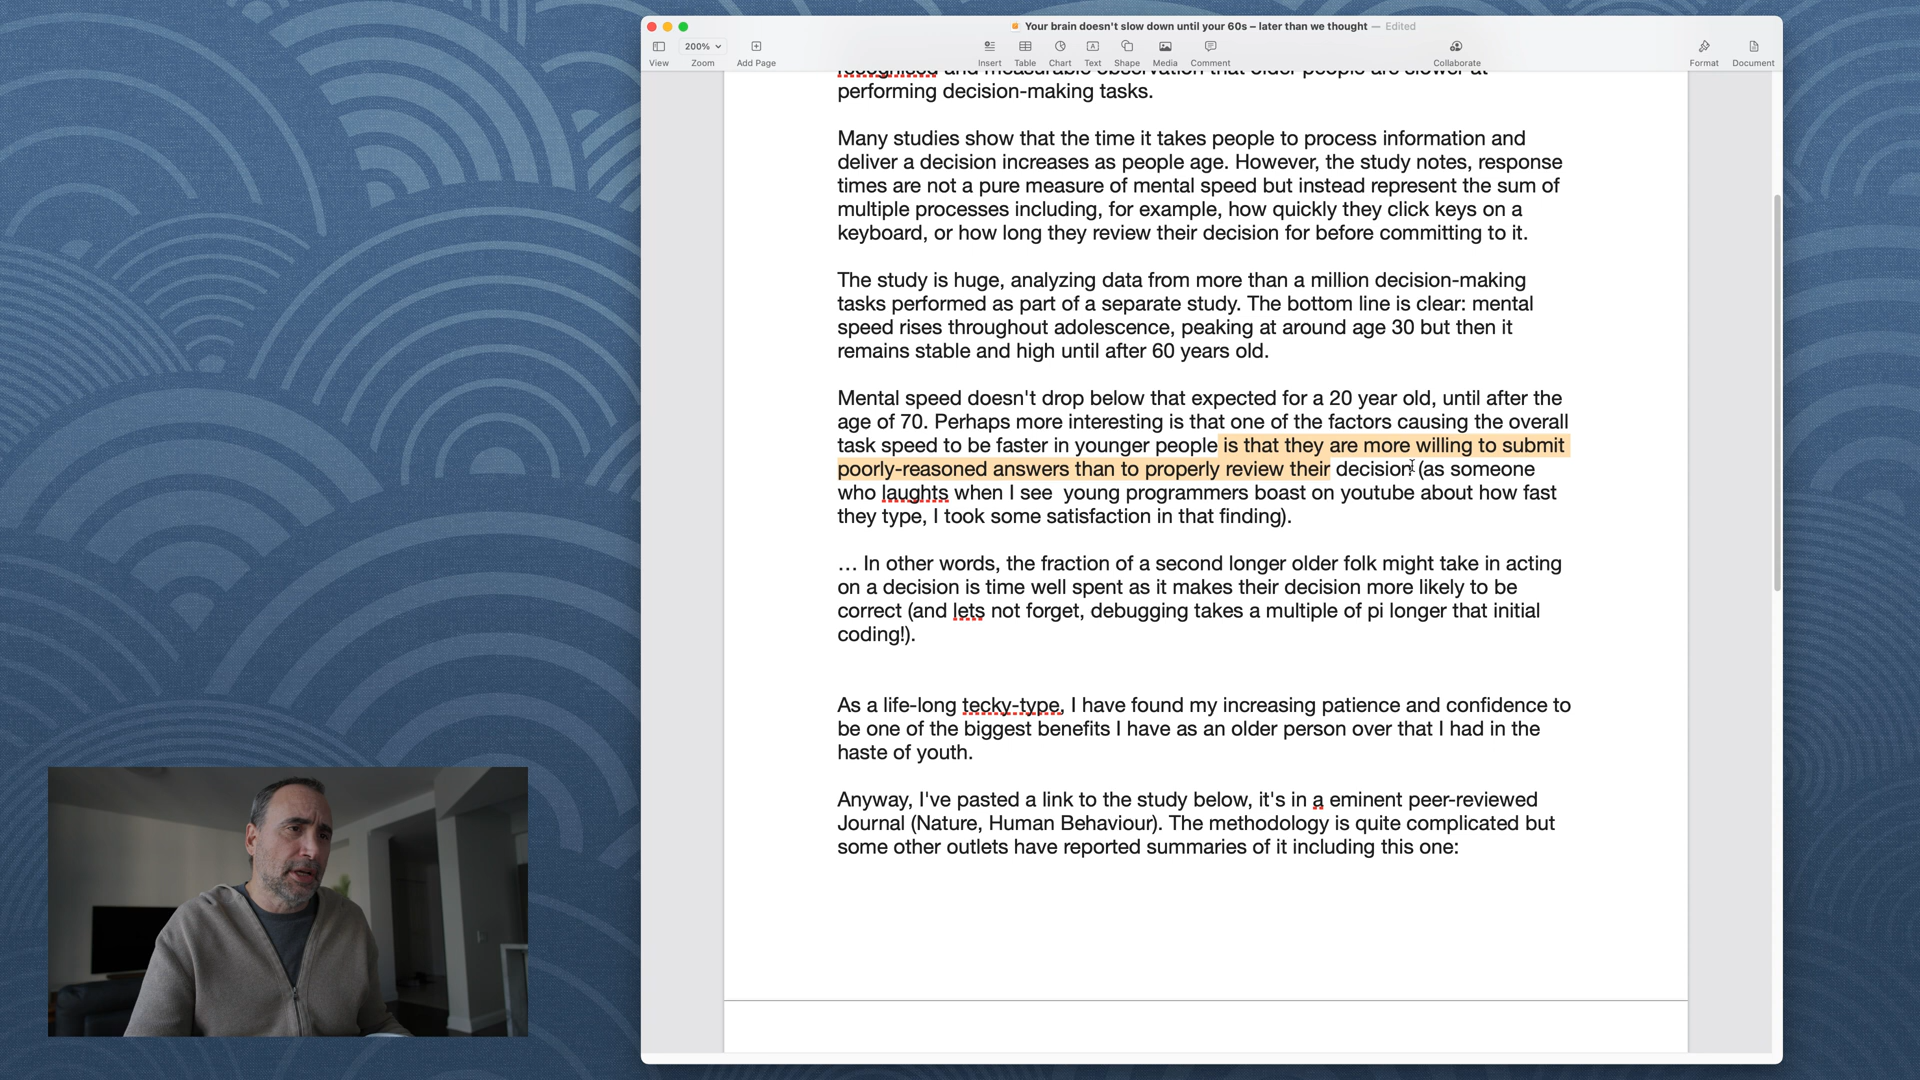 Your brain doesn't slow down until your 60s – later than we thought — Edited
200%
View
Zoom
Add Page
Insert
Table
Chart
Text
Shape
Media
Comment
Collaborate
Format
Document
recognised and measurable observation that older people are slower at
performing decision-making tasks.
Many studies show that the time it takes people to process information and
deliver a decision increases as people age. However, the study notes, response
times are not a pure measure of mental speed but instead represent the sum of
multiple processes including, for example, how quickly they click keys on a
keyboard, or how long they review their decision for before committing to it.
The study is huge, analyzing data from more than a million decision-making
tasks performed as part of a separate study. The bottom line is clear: mental
speed rises throughout adolescence, peaking at around age 30 but then it
remains stable and high until after 60 years old.
Mental speed doesn't drop below that expected for a 20 year old, until after the
age of 70. Perhaps more interesting is that one of the factors causing the overall
task speed to be faster in younger people is that they are more willing to submit
poorly-reasoned answers than to properly review their decision (as someone
who laughts when I see  young programmers boast on youtube about how fast
they type, I took some satisfaction in that finding).
… In other words, the fraction of a second longer older folk might take in acting
on a decision is time well spent as it makes their decision more likely to be
correct (and lets not forget, debugging takes a multiple of pi longer that initial
coding!).
As a life-long tecky-type, I have found my increasing patience and confidence to
be one of the biggest benefits I have as an older person over that I had in the
haste of youth.
Anyway, I've pasted a link to the study below, it's in a eminent peer-reviewed
Journal (Nature, Human Behaviour). The methodology is quite complicated but
some other outlets have reported summaries of it including this one: